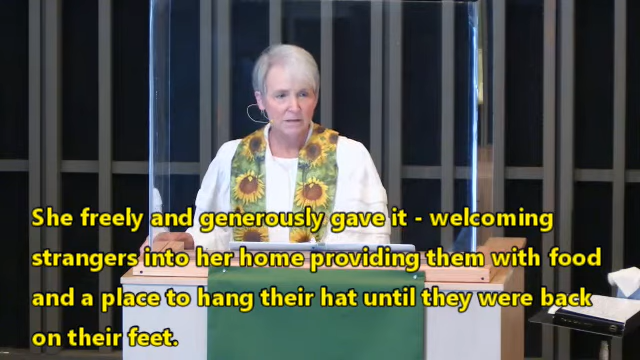 She freely and generously gave it - welcoming
strangers into her home providing them with food
and a place to hang their hat until they were back
on their feet.